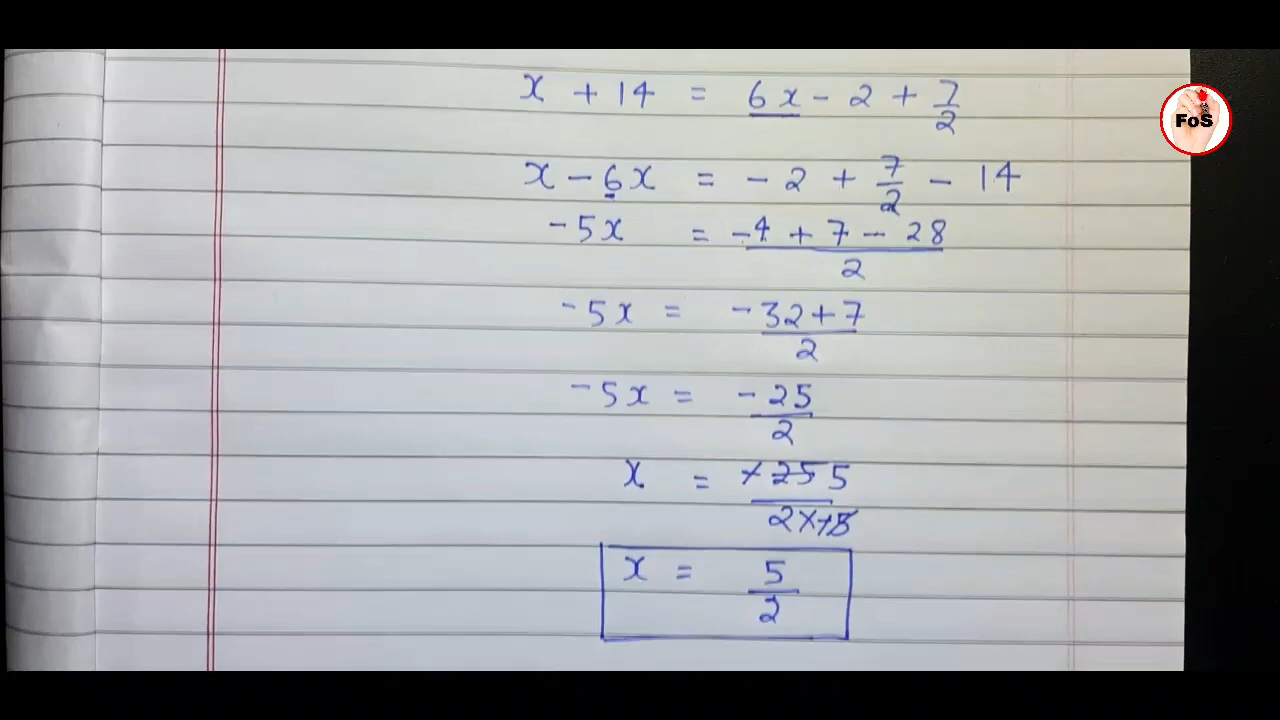 x + 14 = 6x - 2 + 7/2
FoS
x - 6x = - 2 + 7/2 - 14
-5x = -4 + 7 - 28 / 2
-5x = -32 + 7 / 2
-5x = -25 / 2
x = -25 5 / 2 x -5
x = 5/2